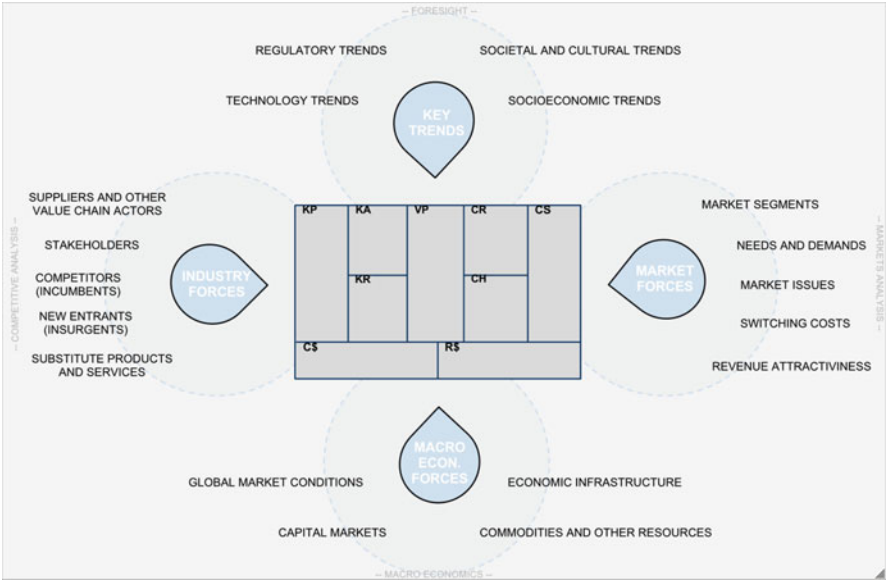 – FORESIGHT –
REGULATORY TRENDS
SOCIETAL AND CULTURAL TRENDS
TECHNOLOGY TRENDS
SOCIOECONOMIC TRENDS
KEY
TRENDS
SUPPLIERS AND OTHER
VALUE CHAIN ACTORS
STAKEHOLDERS
COMPETITORS
(INCUMBENTS)
NEW ENTRANTS
(INSURGENTS)
SUBSTITUTE PRODUCTS
AND SERVICES
– COMPETITIVE ANALYSIS –
INDUSTRY
FORCES
KP
KA
VP
CR
CS
KR
CH
C$
R$
MARKET
FORCES
MARKET SEGMENTS
NEEDS AND DEMANDS
MARKET ISSUES
SWITCHING COSTS
REVENUE ATTRACTIVINESS
– MARKETS ANALYSIS –
MACRO
ECON.
FORCES
GLOBAL MARKET CONDITIONS
ECONOMIC INFRASTRUCTURE
CAPITAL MARKETS
COMMODITIES AND OTHER RESOURCES
– MACRO ECONOMICS –